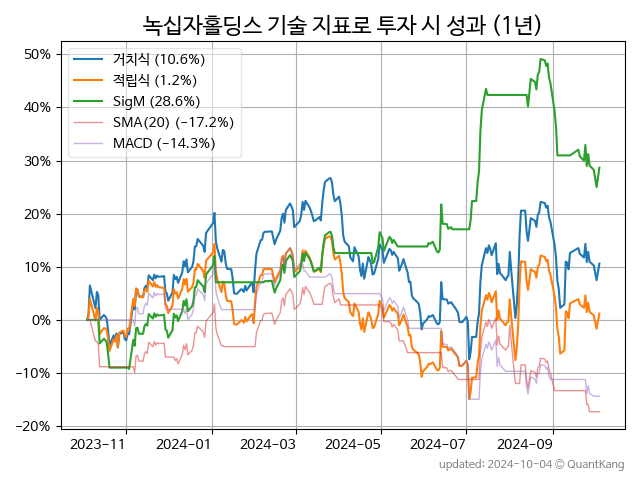 녹십자홀딩스 기술 지표로 투자 시 성과 (1년)
50%
40%
30%
20%
10%
0%
−10%
−20%
거치식 (10.6%)
적립식 (1.2%)
SigM (28.6%)
SMA(20) (−17.2%)
MACD (−14.3%)
2023-11
2024-01
2024-03
2024-05
2024-07
2024-09
updated: 2024-10-04 © QuantKang